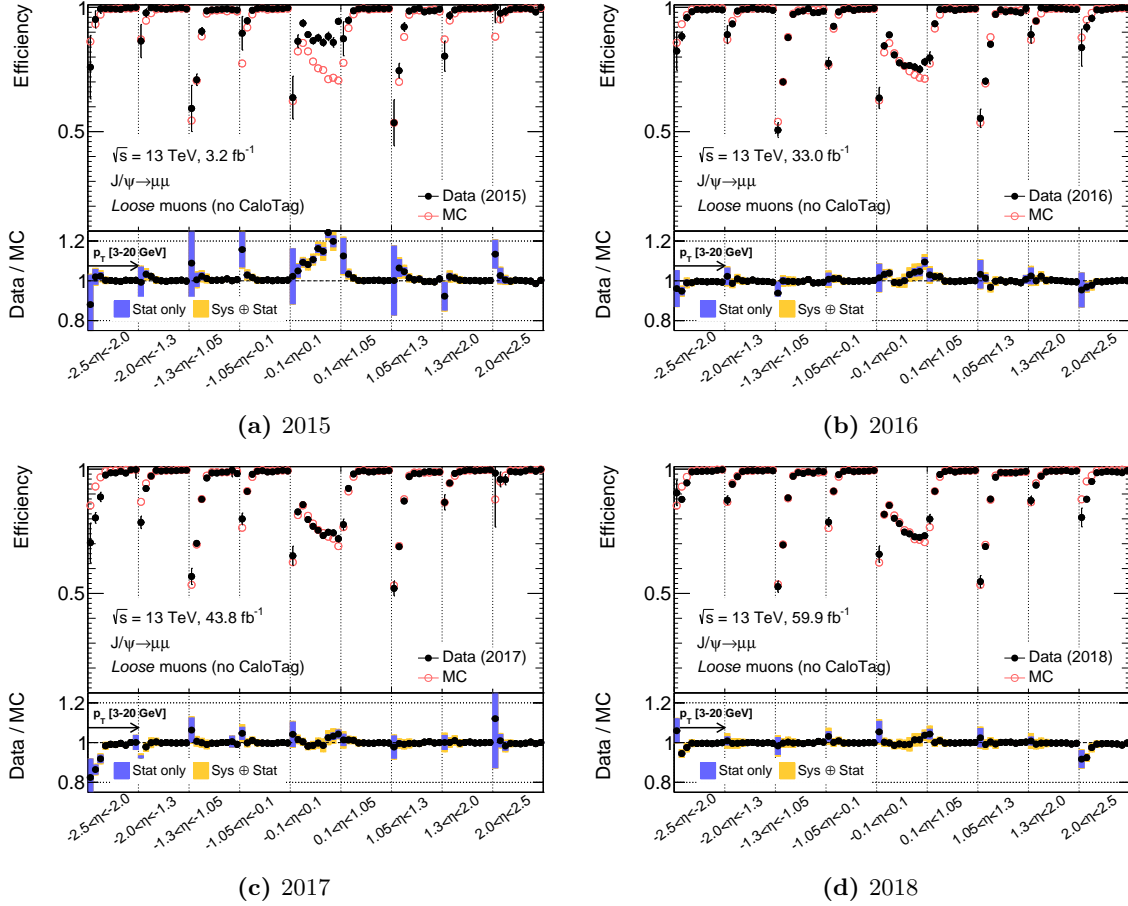 Efficiency
1
0.5
√s = 13 TeV, 3.2 fb⁻¹
J/ψ→μμ
Loose muons (no CaloTag)
Data (2015)
MC
Data / MC
1.2
1
0.8
p_T [3-20 GeV]
Stat only
Sys ⊕ Stat
-2.5<η<-2.0
-2.0<η<-1.3
-1.3<η<-1.05
-1.05<η<-0.1
-0.1<η<0.1
0.1<η<1.05
1.05<η<1.3
1.3<η<2.0
2.0<η<2.5
(a) 2015
Efficiency
1
0.5
√s = 13 TeV, 33.0 fb⁻¹
J/ψ→μμ
Loose muons (no CaloTag)
Data (2016)
MC
Data / MC
1.2
1
0.8
p_T [3-20 GeV]
Stat only
Sys ⊕ Stat
-2.5<η<-2.0
-2.0<η<-1.3
-1.3<η<-1.05
-1.05<η<-0.1
-0.1<η<0.1
0.1<η<1.05
1.05<η<1.3
1.3<η<2.0
2.0<η<2.5
(b) 2016
Efficiency
1
0.5
√s = 13 TeV, 43.8 fb⁻¹
J/ψ→μμ
Loose muons (no CaloTag)
Data (2017)
MC
Data / MC
1.2
1
0.8
p_T [3-20 GeV]
Stat only
Sys ⊕ Stat
-2.5<η<-2.0
-2.0<η<-1.3
-1.3<η<-1.05
-1.05<η<-0.1
-0.1<η<0.1
0.1<η<1.05
1.05<η<1.3
1.3<η<2.0
2.0<η<2.5
(c) 2017
Efficiency
1
0.5
√s = 13 TeV, 59.9 fb⁻¹
J/ψ→μμ
Loose muons (no CaloTag)
Data (2018)
MC
Data / MC
1.2
1
0.8
p_T [3-20 GeV]
Stat only
Sys ⊕ Stat
-2.5<η<-2.0
-2.0<η<-1.3
-1.3<η<-1.05
-1.05<η<-0.1
-0.1<η<0.1
0.1<η<1.05
1.05<η<1.3
1.3<η<2.0
2.0<η<2.5
(d) 2018